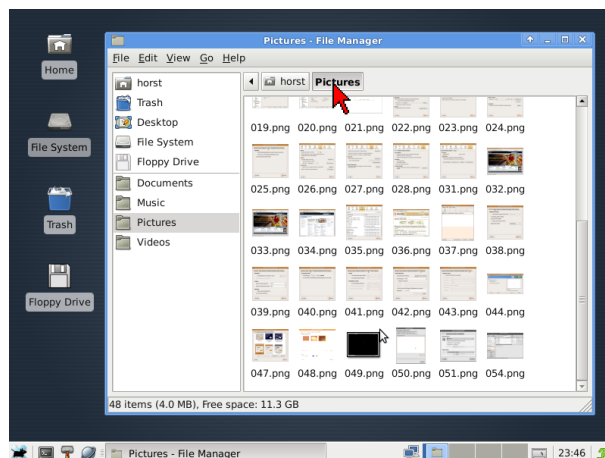 Pictures - File Manager
File Edit View Go Help
horst Pictures
Home
File System
Trash
Floppy Drive
horst
Trash
Desktop
File System
Floppy Drive
Documents
Music
Pictures
Videos
019.png 020.png 021.png 022.png 023.png 024.png
025.png 026.png 027.png 028.png 031.png 032.png
033.png 034.png 035.png 036.png 037.png 038.png
039.png 040.png 041.png 042.png 043.png 044.png
047.png 048.png 049.png 050.png 051.png 054.png
48 items (4.0 MB), Free space: 11.3 GB
Pictures - File Manager
23:46